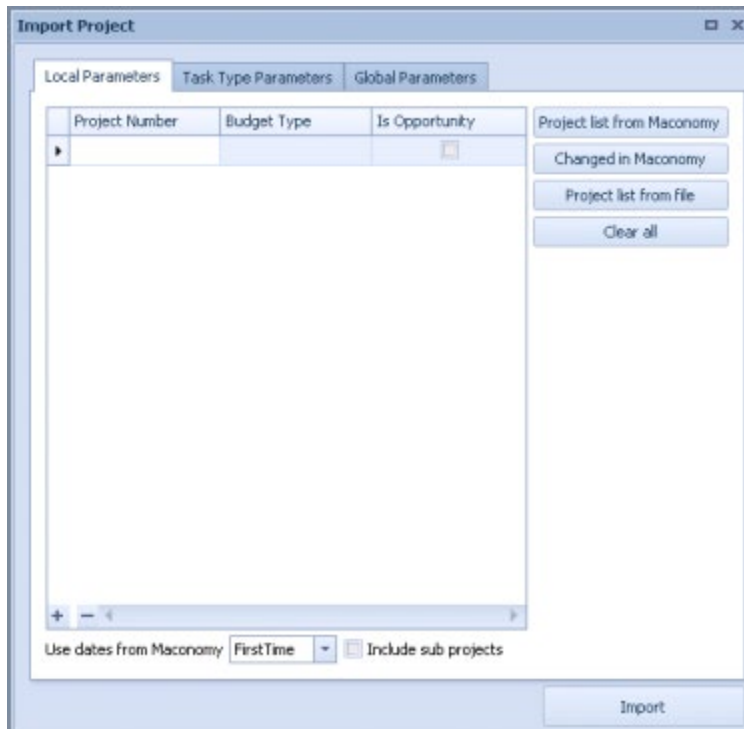 Import Project
Local Parameters Task Type Parameters Global Parameters
Project Number Budget Type Is Opportunity
Project list from Maconomy
Changed in Maconomy
Project list from file
Clear all
Use dates from Maconomy FirstTime Include sub projects
Import